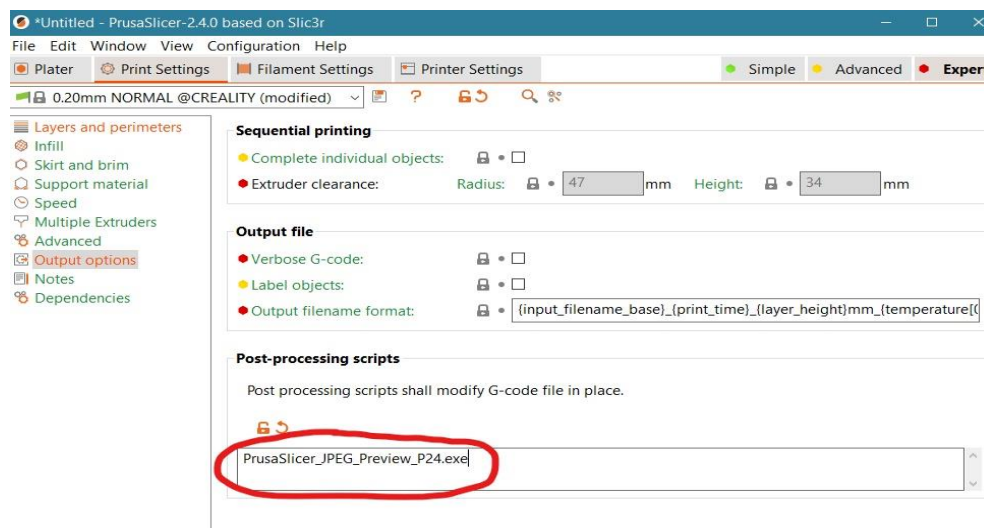 *Untitled - PrusaSlicer-2.4.0 based on Slic3r
File Edit Window View Configuration Help
Plater Print Settings Filament Settings Printer Settings Simple Advanced Exper
0.20mm NORMAL @CREALITY (modified)
Layers and perimeters
Infill
Skirt and brim
Support material
Speed
Multiple Extruders
Advanced
Output options
Notes
Dependencies
Sequential printing
Complete individual objects:
Extruder clearance: Radius: 47 mm Height: 34 mm
Output file
Verbose G-code:
Label objects:
Output filename format: {input_filename_base}_{print_time}_{layer_height}mm_{temperature[0
Post-processing scripts
Post processing scripts shall modify G-code file in place.
PrusaSlicer_JPEG_Preview_P24.exe